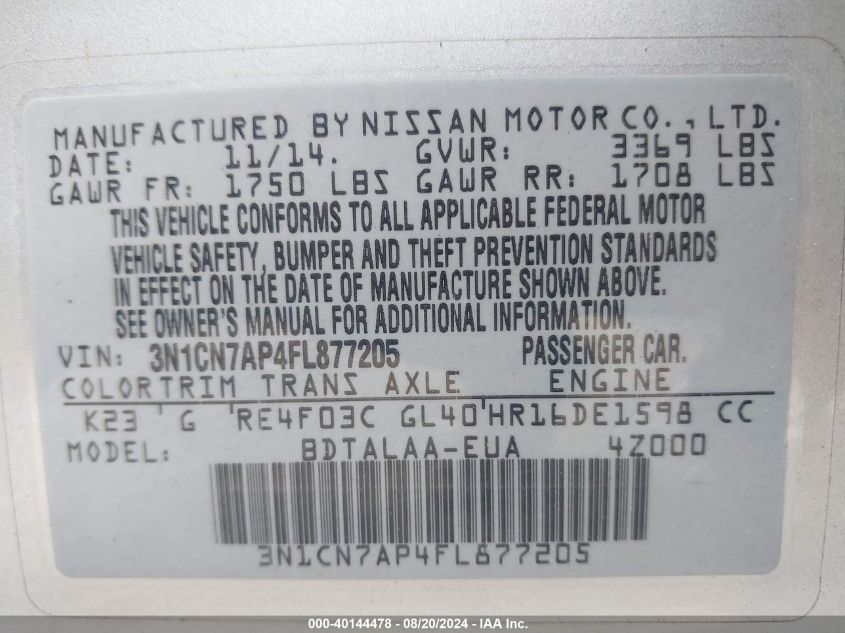 MANUFACTURED BY NISSAN MOTOR CO., LTD.
DATE: 11/14. GVWR: 3369 LBS
GAWR FR: 1750 LBS GAWR RR: 1708 LBS
THIS VEHICLE CONFORMS TO ALL APPLICABLE FEDERAL MOTOR
VEHICLE SAFETY, BUMPER AND THEFT PREVENTION STANDARDS
IN EFFECT ON THE DATE OF MANUFACTURE SHOWN ABOVE.
SEE OWNER'S MANUAL FOR ADDITIONAL INFORMATION.
VIN: 3N1CN7AP4FL877205 PASSENGER CAR.
COLORTRIM TRANS AXLE ENGINE
K23 ' G 'RE4F03C GL40'HR16DE1598 CC
MODEL: BDTALAA-EUA 4Z000
3N1CN7AP4FL877205
000-40144478 - 08/20/2024 - IAA Inc.